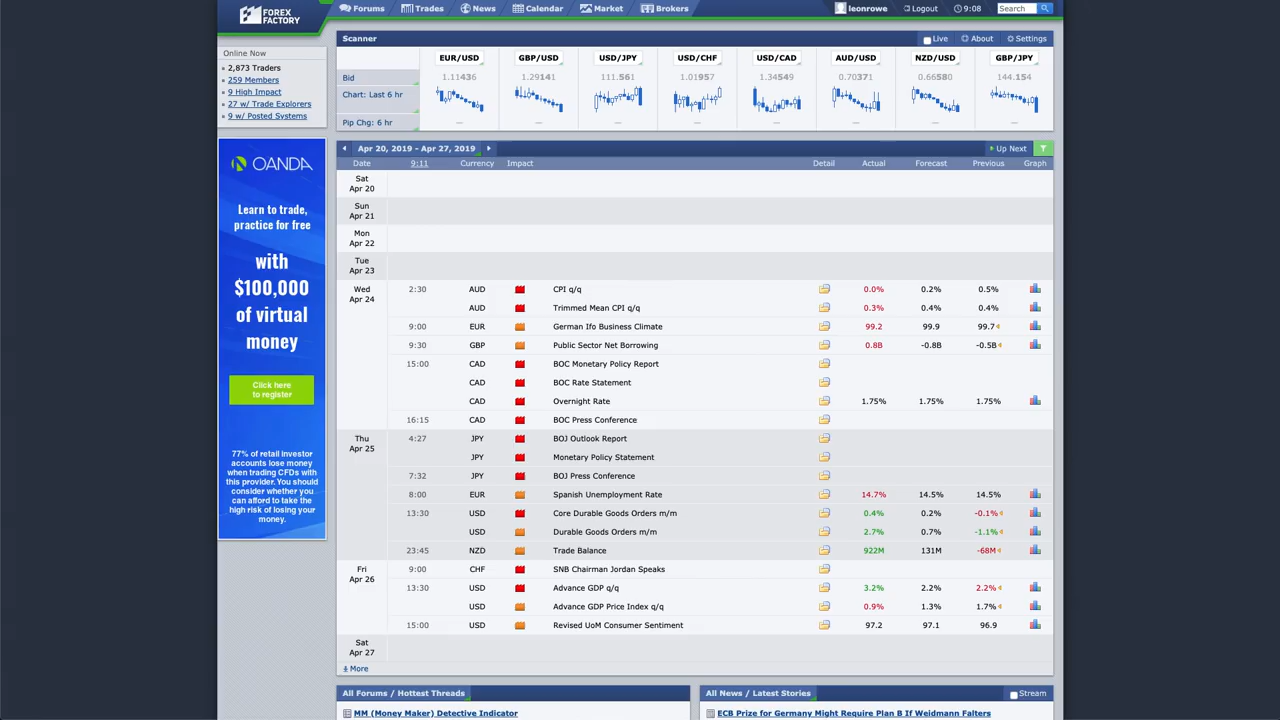 FOREX
FACTORY
Forums Trades News Calendar Market Brokers leonrowe Logout 9:08 Search
Online Now
2,873 Traders
259 Members
9 High Impact
27 w/ Trade Explorers
9 w/ Posted Systems
Scanner Live About Settings
EUR/USD GBP/USD USD/JPY USD/CHF USD/CAD AUD/USD NZD/USD GBP/JPY
Bid 1.11436 1.29141 111.561 1.01957 1.34549 0.70371 0.66580 144.154
Chart: Last 6 hr
Pip Chg: 6 hr — — — — — — — —
OANDA
Learn to trade,
practice for free
with
$100,000
of virtual
money
Click here
to register
77% of retail investor
accounts lose money
when trading CFDs with
this provider. You should
consider whether you
can afford to take the
high risk of losing your
money.
Apr 20, 2019 - Apr 27, 2019 Up Next
Date 9:11 Currency Impact Detail Actual Forecast Previous Graph
Sat
Apr 20
Sun
Apr 21
Mon
Apr 22
Tue
Apr 23
Wed
Apr 24
2:30 AUD CPI q/q 0.0% 0.2% 0.5%
AUD Trimmed Mean CPI q/q 0.3% 0.4% 0.4%
9:00 EUR German Ifo Business Climate 99.2 99.9 99.7
9:30 GBP Public Sector Net Borrowing 0.8B -0.8B -0.5B
15:00 CAD BOC Monetary Policy Report
CAD BOC Rate Statement
CAD Overnight Rate 1.75% 1.75% 1.75%
16:15 CAD BOC Press Conference
Thu
Apr 25
4:27 JPY BOJ Outlook Report
JPY Monetary Policy Statement
7:32 JPY BOJ Press Conference
8:00 EUR Spanish Unemployment Rate 14.7% 14.5% 14.5%
13:30 USD Core Durable Goods Orders m/m 0.4% 0.2% -0.1%
USD Durable Goods Orders m/m 2.7% 0.7% -1.1%
23:45 NZD Trade Balance 922M 131M -68M
Fri
Apr 26
9:00 CHF SNB Chairman Jordan Speaks
13:30 USD Advance GDP q/q 3.2% 2.2% 2.2%
USD Advance GDP Price Index q/q 0.9% 1.3% 1.7%
15:00 USD Revised UoM Consumer Sentiment 97.2 97.1 96.9
Sat
Apr 27
More
All Forums / Hottest Threads
MM (Money Maker) Detective Indicator
All News / Latest Stories Stream
ECB Prize for Germany Might Require Plan B If Weidmann Falters